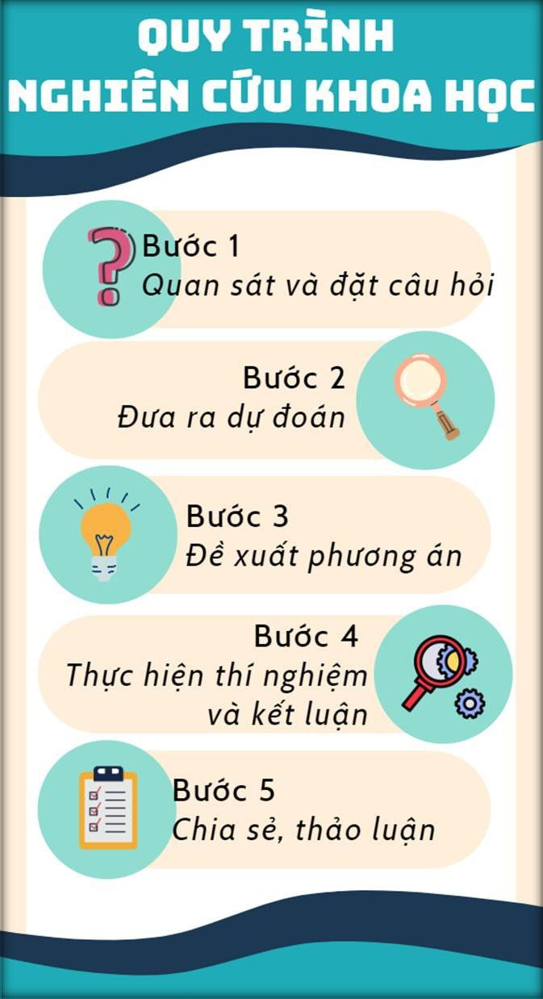 QUY TRÌNH
NGHIÊN CỨU KHOA HỌC
Bước 1
Quan sát và đặt câu hỏi
Bước 2
Đưa ra dự đoán
Bước 3
Đề xuất phương án
Bước 4
Thực hiện thí nghiệm
và kết luận
Bước 5
Chia sẻ, thảo luận